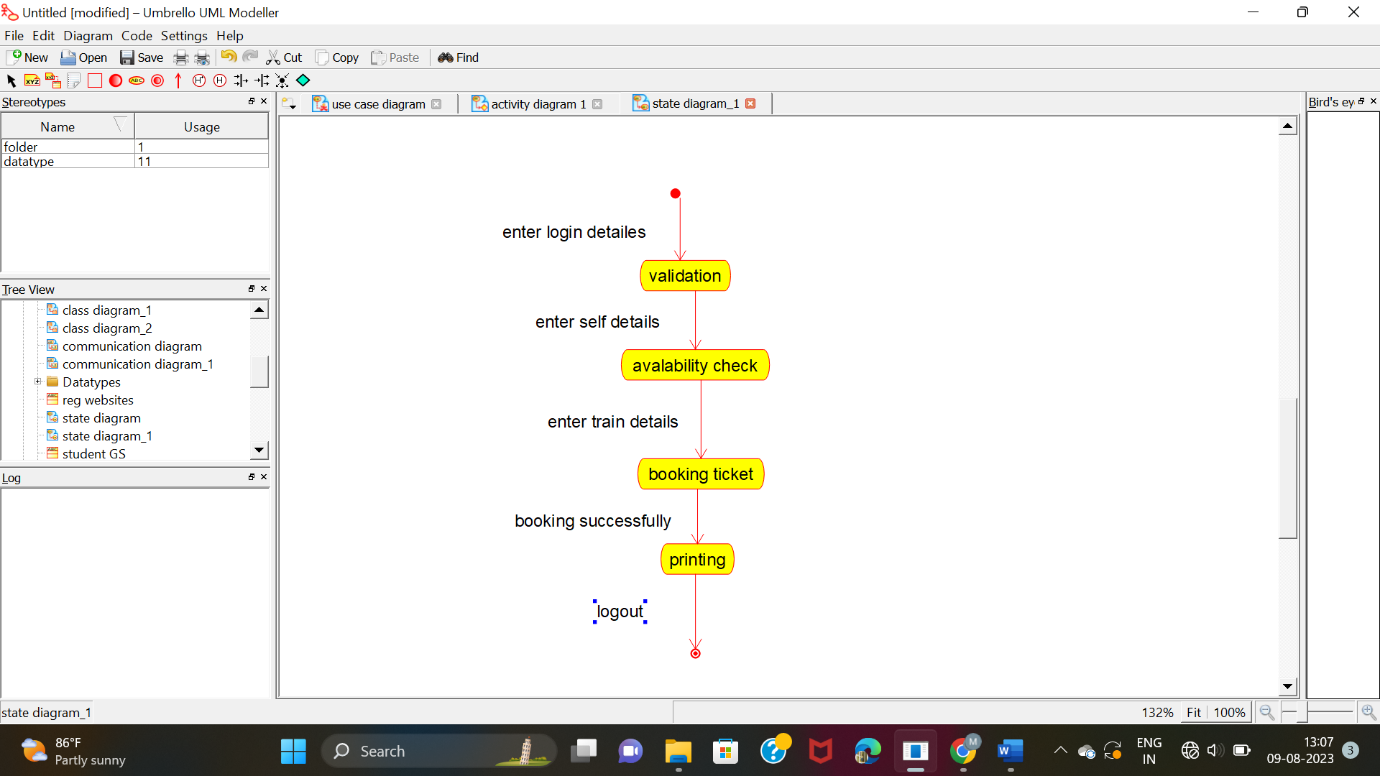 Untitled [modified] – Umbrello UML Modeller
File Edit Diagram Code Settings Help
New Open Save Cut Copy Paste Find
Stereotypes
Name Usage
folder 1
datatype 11
use case diagram
activity diagram 1
state diagram_1
Bird's ey
Tree View
class diagram_1
class diagram_2
communication diagram
communication diagram_1
Datatypes
reg websites
state diagram
state diagram_1
student GS
Log
enter login detailes
validation
enter self details
avalability check
enter train details
booking ticket
booking successfully
printing
logout
state diagram_1
132% Fit 100%
86°F
Partly sunny
Search
M
ENG
IN
13:07
09-08-2023
3